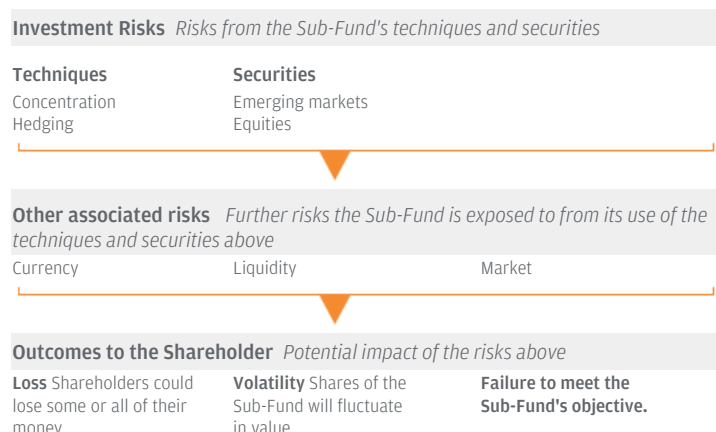 Investment Risks Risks from the Sub-Fund's techniques and securities
Techniques Securities
Concentration Emerging markets
Hedging Equities
Other associated risks Further risks the Sub-Fund is exposed to from its use of the
techniques and securities above
Currency Liquidity Market
Outcomes to the Shareholder Potential impact of the risks above
Loss Shareholders could Volatility Shares of the Failure to meet the
lose some or all of their Sub-Fund will fluctuate Sub-Fund's objective.
money in value